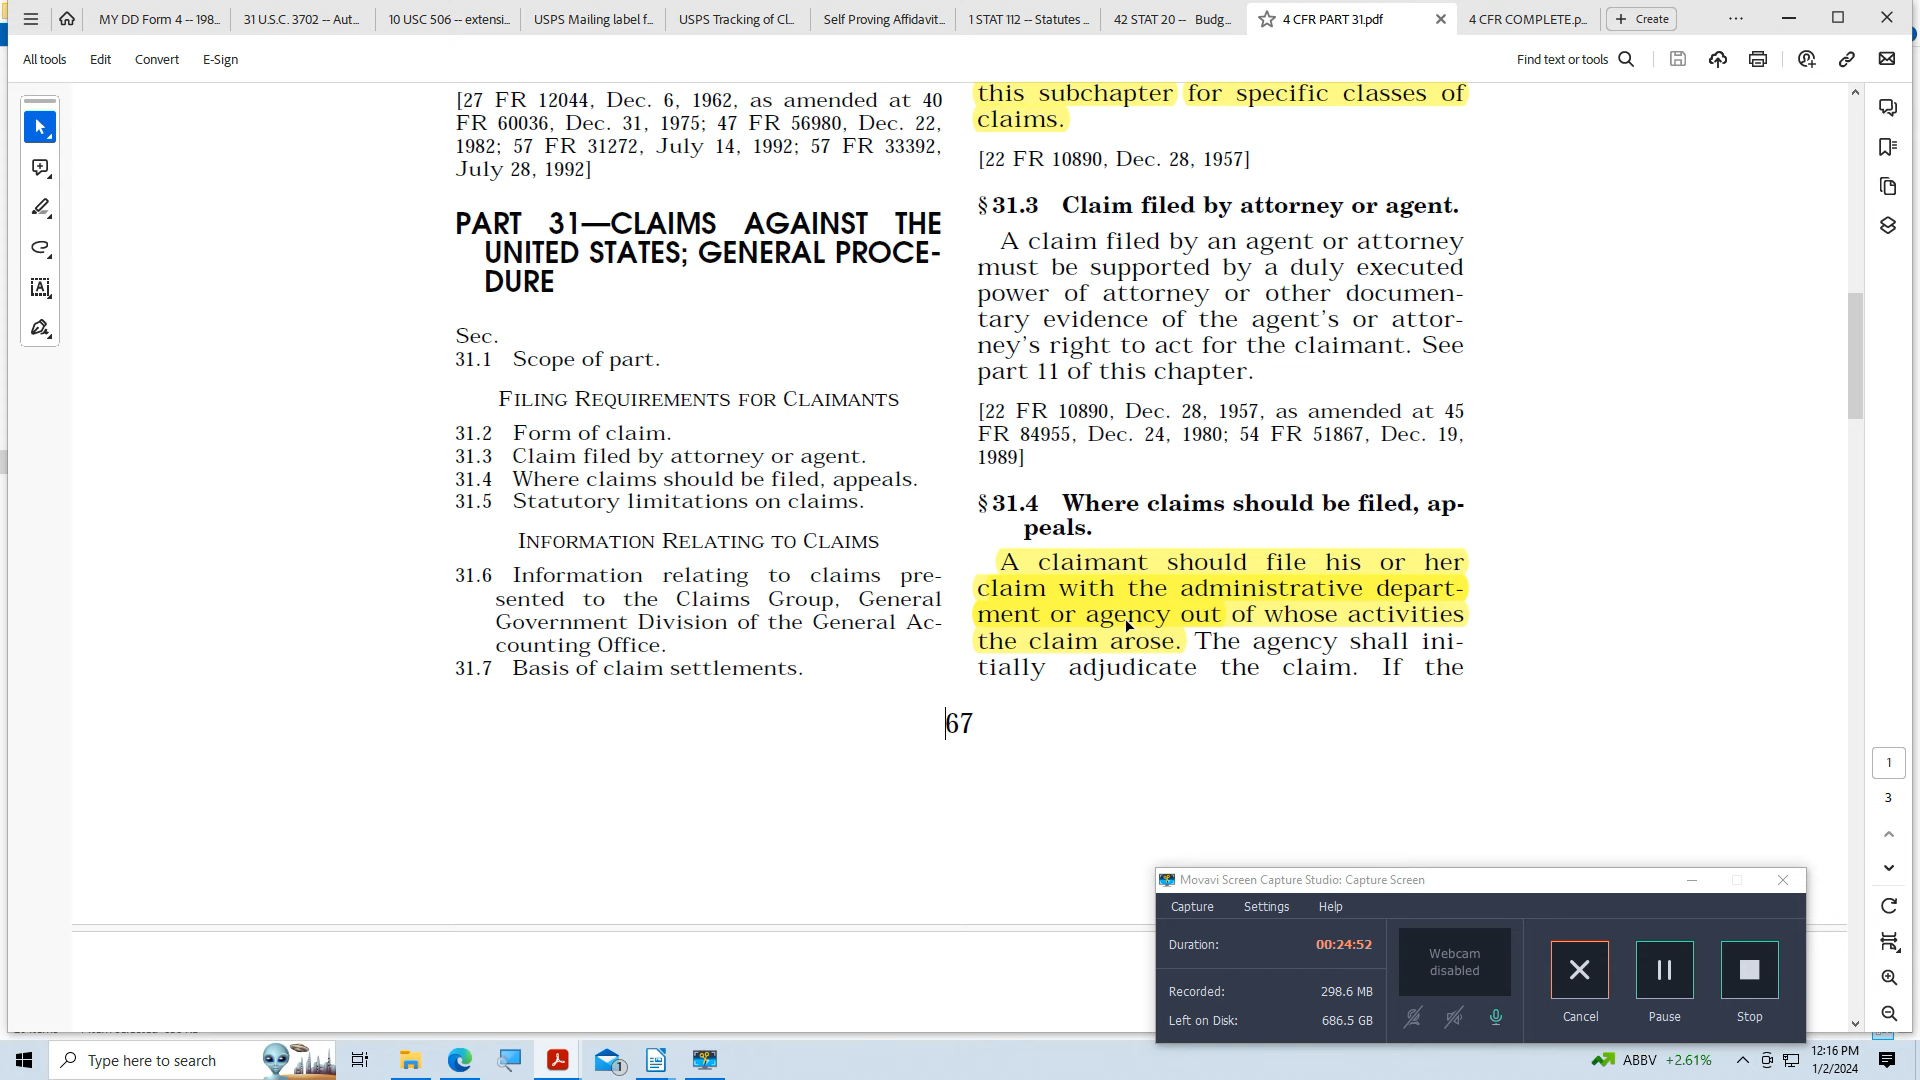 MY DD Form 4 -- 198...
31 U.S.C. 3702 -- Aut...
10 USC 506 -- extensi...
USPS Mailing label f...
USPS Tracking of Cl...
Self Proving Affidavit...
1 STAT 112 -- Statutes ...
42 STAT 20 -- Budg...
4 CFR PART 31.pdf
4 CFR COMPLETE.p...
+ Create
All tools
Edit
Convert
E-Sign
Find text or tools
[27 FR 12044, Dec. 6, 1962, as amended at 40
FR 60036, Dec. 31, 1975; 47 FR 56980, Dec. 22,
1982; 57 FR 31272, July 14, 1992; 57 FR 33392,
July 28, 1992]
PART 31—CLAIMS AGAINST THE
UNITED STATES; GENERAL PROCE-
DURE
Sec.
31.1 Scope of part.
FILING REQUIREMENTS FOR CLAIMANTS
31.2 Form of claim.
31.3 Claim filed by attorney or agent.
31.4 Where claims should be filed, appeals.
31.5 Statutory limitations on claims.
INFORMATION RELATING TO CLAIMS
31.6 Information relating to claims pre-
sented to the Claims Group, General
Government Division of the General Ac-
counting Office.
31.7 Basis of claim settlements.
this subchapter for specific classes of
claims.
[22 FR 10890, Dec. 28, 1957]
§ 31.3 Claim filed by attorney or agent.
A claim filed by an agent or attorney
must be supported by a duly executed
power of attorney or other documen-
tary evidence of the agent's or attor-
ney's right to act for the claimant. See
part 11 of this chapter.
[22 FR 10890, Dec. 28, 1957, as amended at 45
FR 84955, Dec. 24, 1980; 54 FR 51867, Dec. 19,
1989]
§ 31.4 Where claims should be filed, ap-
peals.
A claimant should file his or her
claim with the administrative depart-
ment or agency out of whose activities
the claim arose. The agency shall ini-
tially adjudicate the claim. If the
67
1
3
Movavi Screen Capture Studio: Capture Screen
Capture
Settings
Help
Duration:
00:24:52
Recorded:
298.6 MB
Left on Disk:
686.5 GB
Webcam
disabled
Cancel
Pause
Stop
Type here to search
1
ABBV +2.61%
12:16 PM
1/2/2024